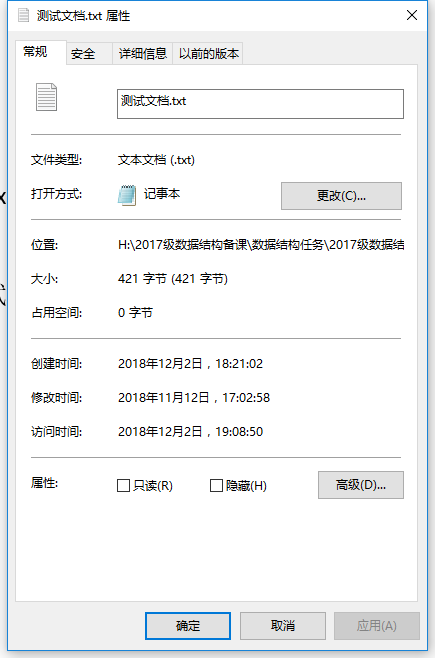 测试文档.txt 属性
常规 安全 详细信息 以前的版本
测试文档.txt
文件类型: 文本文档 (.txt)
打开方式: 记事本 更改(C)...
位置: H:\2017级数据结构备课\数据结构任务\2017级数据结
大小: 421 字节 (421 字节)
占用空间: 0 字节
创建时间: 2018年12月2日，18:21:02
修改时间: 2018年11月12日，17:02:58
访问时间: 2018年12月2日，19:08:50
属性: 只读(R) 隐藏(H) 高级(D)...
确定 取消 应用(A)